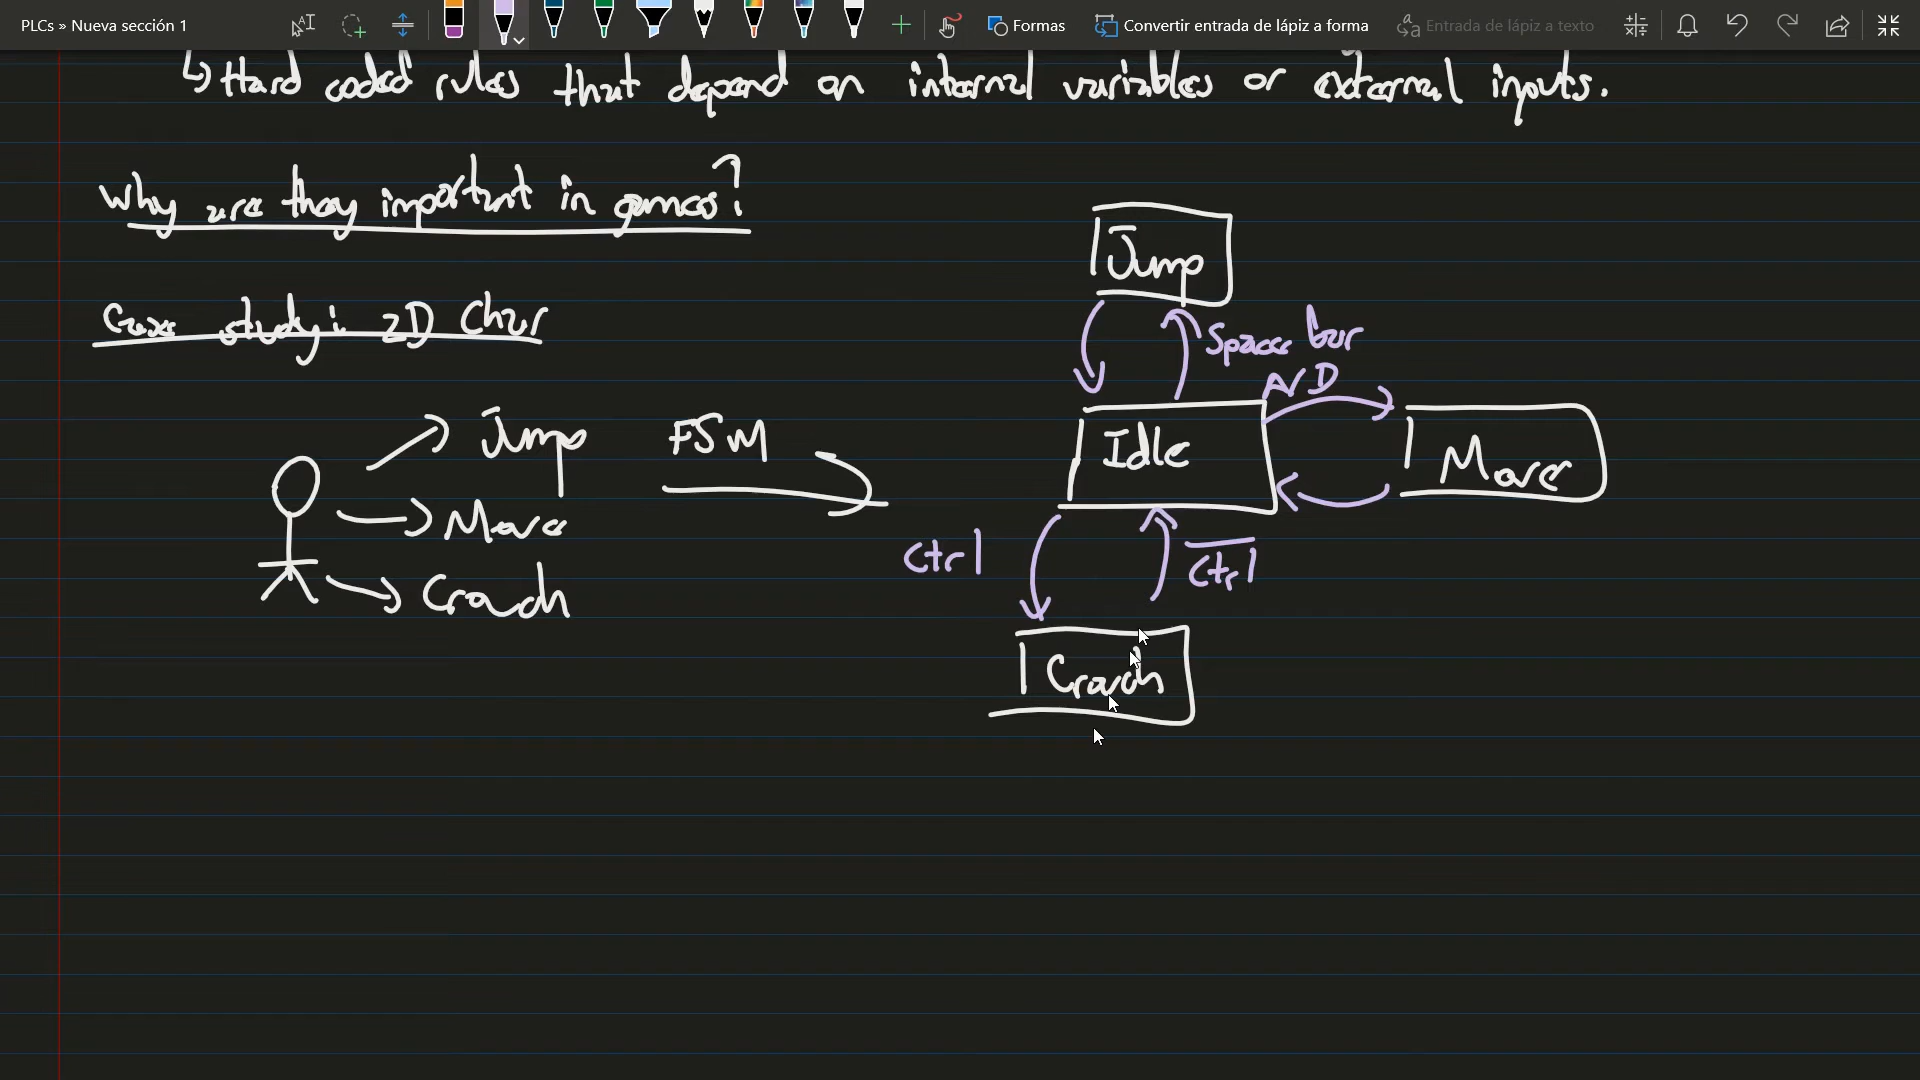 PLCs » Nueva sección 1
Formas
Convertir entrada de lápiz a forma
Entrada de lápiz a texto
↳ Hard coded rules that depend on internal variables or external inputs.
Why are they important in games?
Case study: 2D Char
Jump
Move
Crouch
FSM
Jump
Space bar
A/D
Idle
Move
Ctrl
Ctrl
Crouch